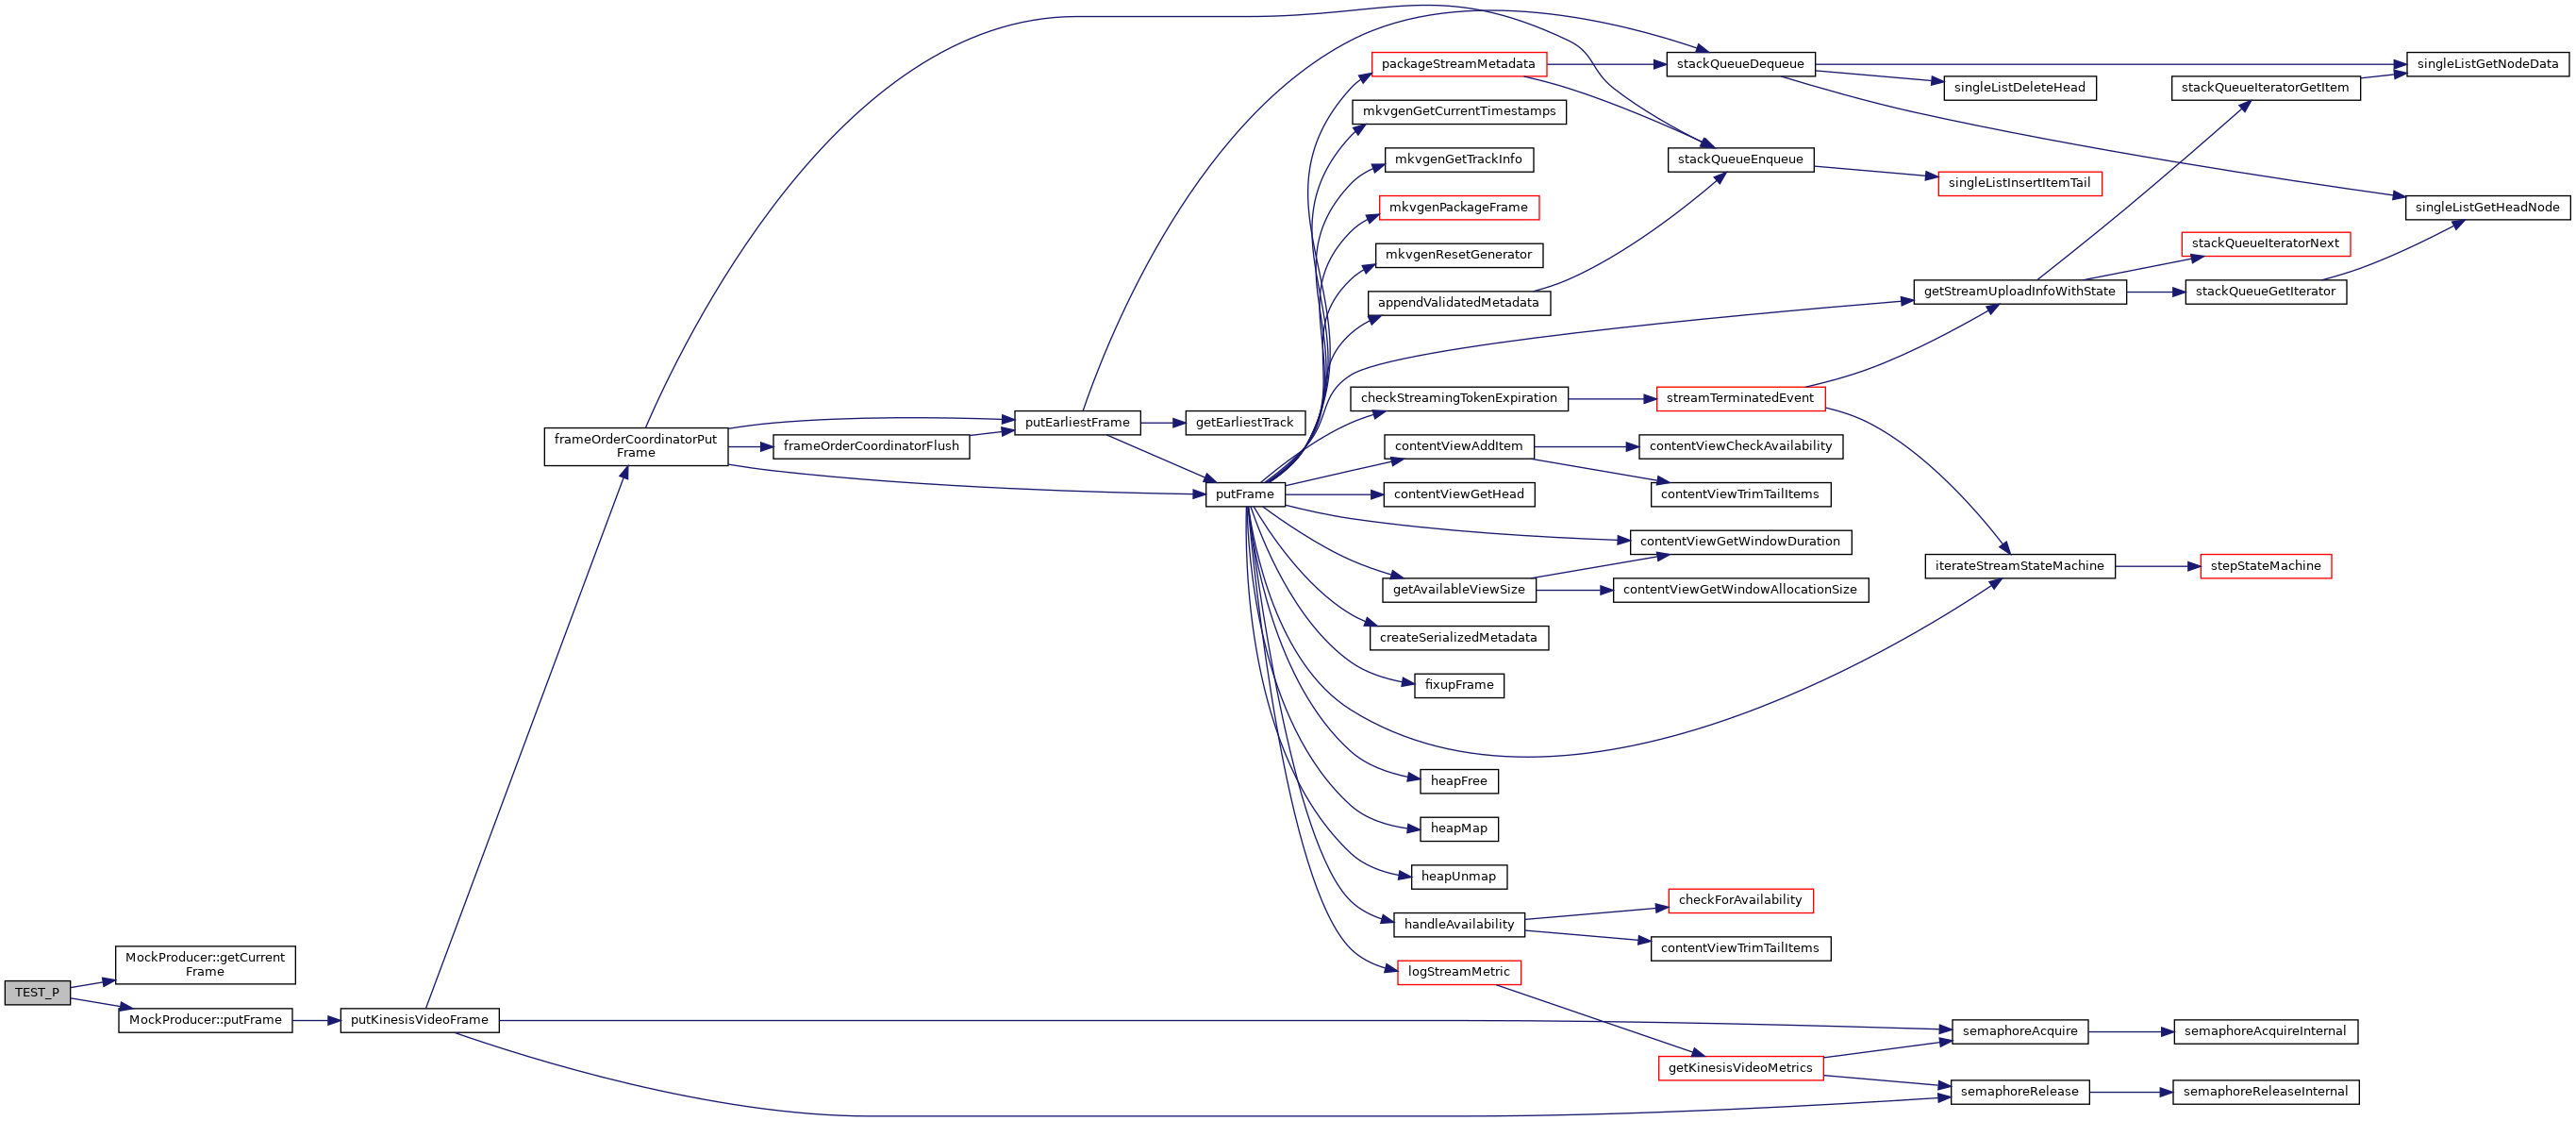 TEST_P
MockProducer::getCurrent
Frame
MockProducer::putFrame
putKinesisVideoFrame
frameOrderCoordinatorPut
Frame
frameOrderCoordinatorFlush
putEarliestFrame
getEarliestTrack
putFrame
packageStreamMetadata
mkvgenGetCurrentTimestamps
mkvgenGetTrackInfo
mkvgenPackageFrame
mkvgenResetGenerator
appendValidatedMetadata
checkStreamingTokenExpiration
contentViewAddItem
contentViewGetHead
getAvailableViewSize
createSerializedMetadata
fixupFrame
heapFree
heapMap
heapUnmap
handleAvailability
logStreamMetric
stackQueueDequeue
stackQueueEnqueue
streamTerminatedEvent
contentViewCheckAvailability
contentViewTrimTailItems
contentViewGetWindowDuration
contentViewGetWindowAllocationSize
checkForAvailability
contentViewTrimTailItems
getKinesisVideoMetrics
singleListDeleteHead
singleListInsertItemTail
getStreamUploadInfoWithState
iterateStreamStateMachine
semaphoreAcquire
semaphoreRelease
singleListGetNodeData
stackQueueIteratorGetItem
singleListGetHeadNode
stackQueueIteratorNext
stackQueueGetIterator
stepStateMachine
semaphoreAcquireInternal
semaphoreReleaseInternal